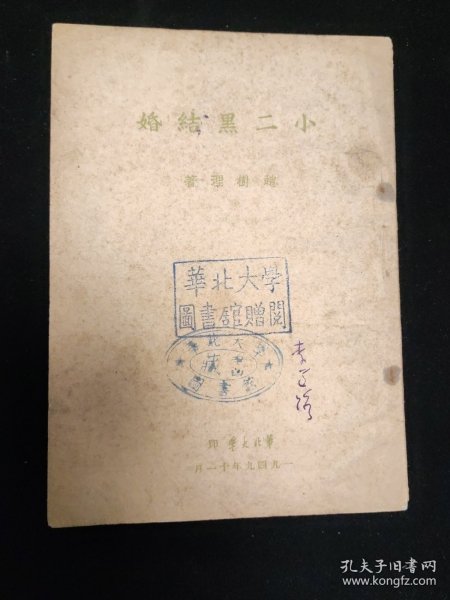 小二黑結婚
趙樹理著
華北大學
圖書館贈閱
藏
華北大學印
一九四九年十一月
孔夫子旧书网
www.kongfz.com